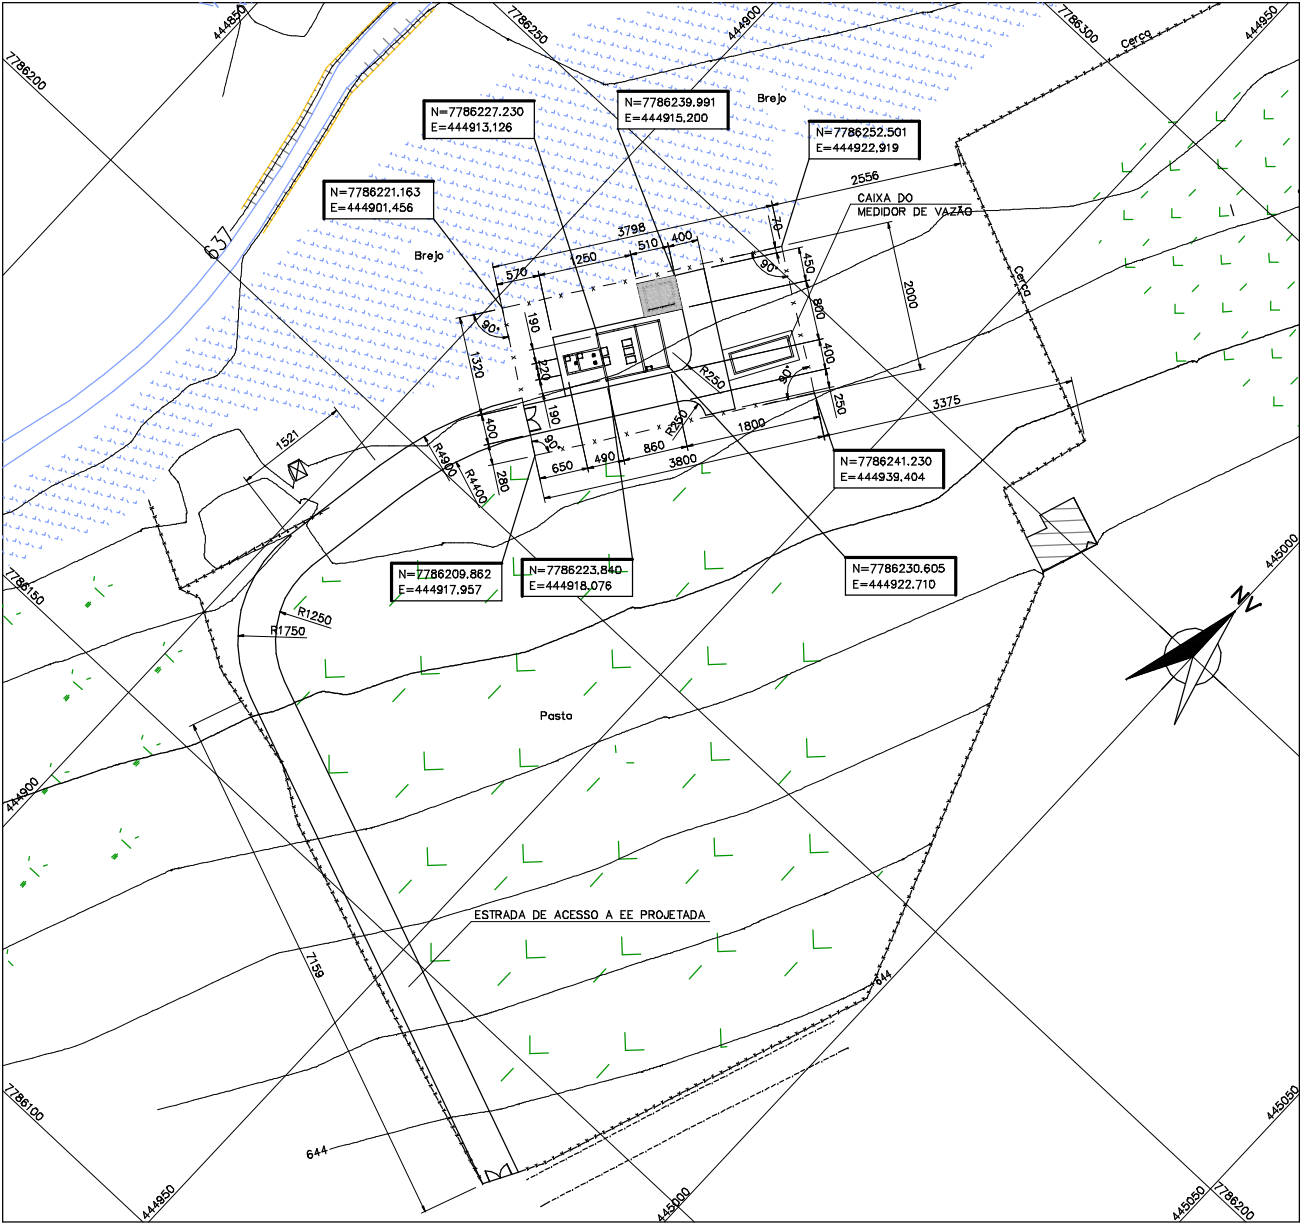 444850
7786250
444900
7786300
444950
7786200
Cerca
Brejo
N=7786227.230
E=444913,126
N=7786239.991
E=444915,200
N=7786252.501
E=444922,919
2556
N=7786221.163
E=444901,456
CAIXA DO
MEDIDOR DE VAZÃO
70
637
3798
510
400
Brejo
570
250
90°
450
Cerca
2000
800
190
90°
1320
220
400
R250
90°
190
250
3375
R250
1800
400
1521
R4900
90°
860
490
3800
650
280
R4400
N=7786241.230
E=444939,404
445000
7786150
N=7786209.862
E=444917.957
N=7786223,840
E=444918,076
N=7786230.605
E=444922.710
NV
R1250
R1750
Pasto
444900
ESTRADA DE ACESSO A EE PROJETADA
7159
644
7786100
445050
644
444950
445000
445050
7786200